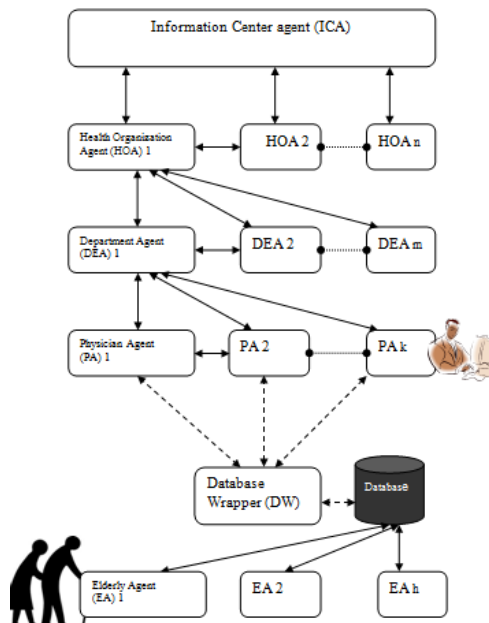 Information Center agent (ICA)
Health Organization
Agent (HOA) 1
HOA 2
HOA n
Department Agent
(DEA) 1
DEA 2
DEA m
Physician Agent
(PA) 1
PA 2
PA k
Database
Wrapper (DW)
Database
Elderly Agent
(EA) 1
EA 2
EA h